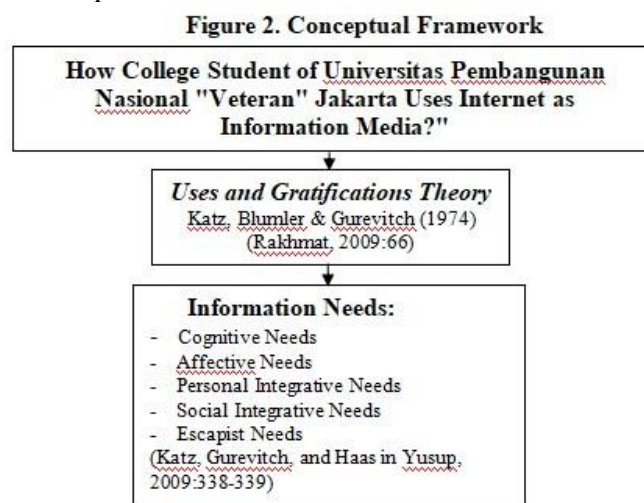 Figure 2. Conceptual Framework
How College Student of Universitas Pembangunan
Nasional "Veteran" Jakarta Uses Internet as
Information Media?"
Uses and Gratifications Theory
Katz, Blumler & Gurevitch (1974)
(Rakhmat, 2009:66)
Information Needs:
- Cognitive Needs
- Affective Needs
- Personal Integrative Needs
- Social Integrative Needs
- Escapist Needs
(Katz, Gurevitch, and Haas in Yusup,
2009:338-339)